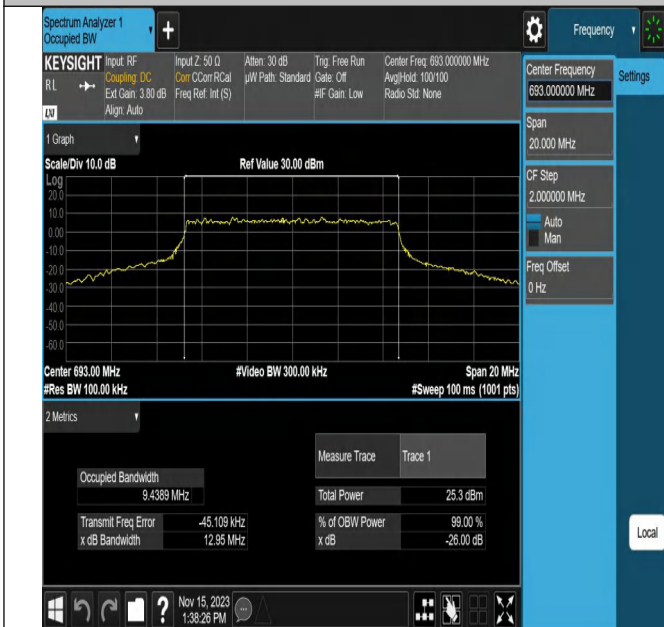 Spectrum Analyzer 1
Occupied BW
Frequency
KEYSIGHT
RL
LXI
Input: RF
Coupling: DC
Ext Gain: 3.80 dB
Align: Auto
Input Z: 50 Ω
Corr CCorr RCal
Freq Ref: Int (S)
Atten: 30 dB
µW Path: Standard
Trig: Free Run
Gate: Off
#IF Gain: Low
Center Freq: 693.000000 MHz
Avg|Hold: 100/100
Radio Std: None
Center Frequency
693.000000 MHz
Settings
Span
20.000 MHz
CF Step
2.000000 MHz
Auto
Man
Freq Offset
0 Hz
1 Graph
Scale/Div 10.0 dB
Ref Value 30.00 dBm
Log
20.0
10.0
0.00
-10.0
-20.0
-30.0
-40.0
-50.0
-60.0
Center 693.00 MHz
#Video BW 300.00 kHz
Span 20 MHz
#Res BW 100.00 kHz
#Sweep 100 ms (1001 pts)
2 Metrics
Measure Trace
Trace 1
Occupied Bandwidth
9.4389 MHz
Total Power
25.3 dBm
Transmit Freq Error
-45.109 kHz
% of OBW Power
99.00 %
x dB Bandwidth
12.95 MHz
x dB
-26.00 dB
Local
?
Nov 15, 2023
1:38:26 PM